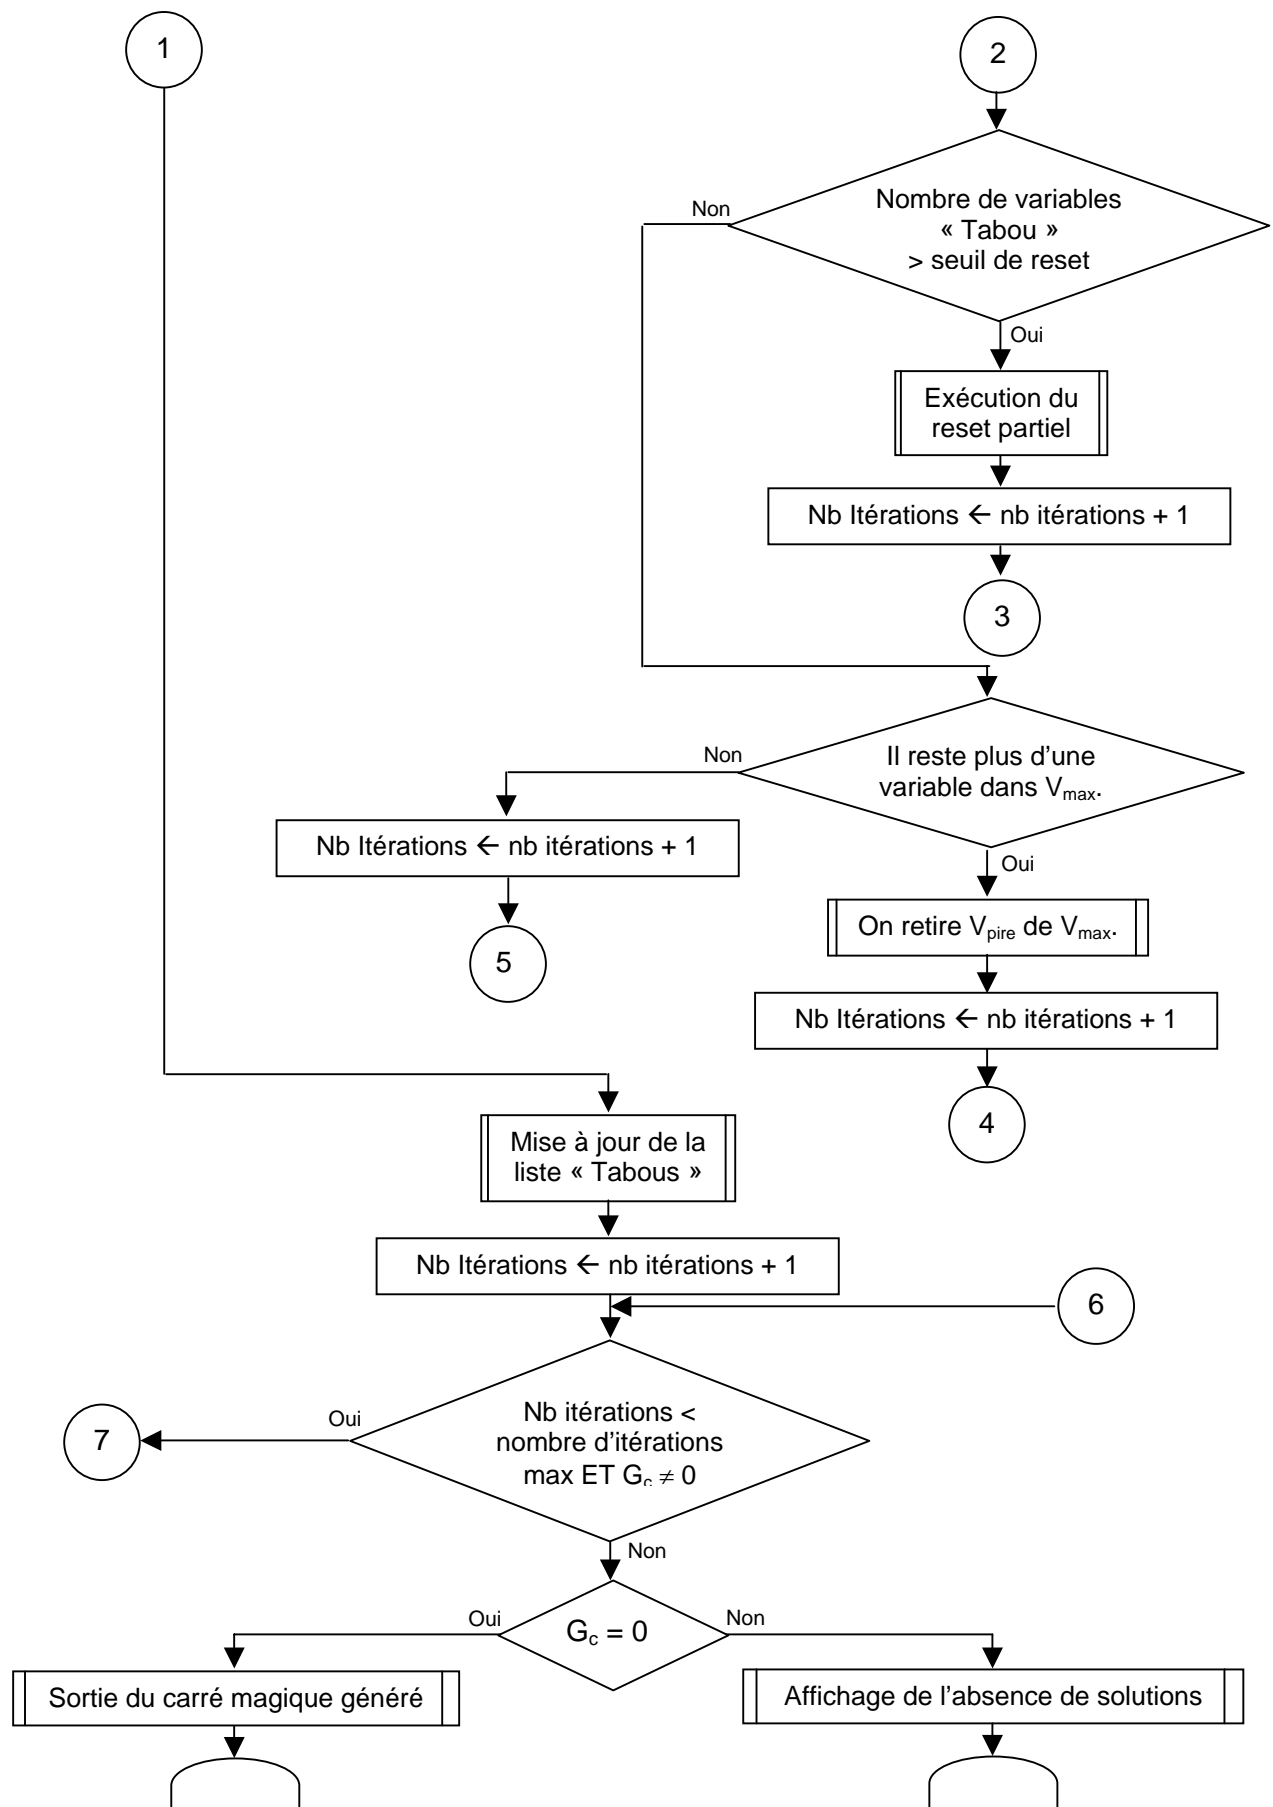 1
2
Nombre de variables
« Tabou »
> seuil de reset
Non
Oui
Exécution du
reset partiel
Nb Itérations ← nb itérations + 1
3
Il reste plus d'une
variable dans Vmax.
Non
Oui
Nb Itérations ← nb itérations + 1
5
On retire Vpire de Vmax.
Nb Itérations ← nb itérations + 1
4
Mise à jour de la
liste « Tabous »
Nb Itérations ← nb itérations + 1
6
Nb itérations <
nombre d'itérations
max ET Gc ≠ 0
Oui
7
Non
Gc = 0
Oui
Non
Sortie du carré magique généré
Affichage de l'absence de solutions